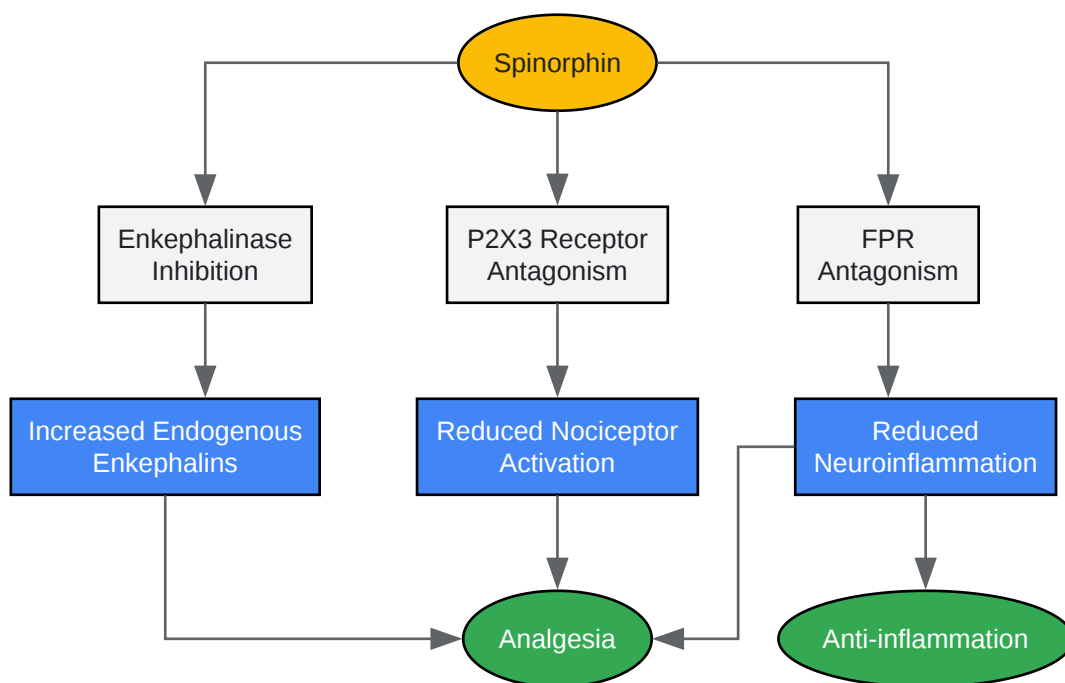 Spinorphin
Enkephalinase
Inhibition
P2X3 Receptor
Antagonism
FPR
Antagonism
Increased Endogenous
Enkephalins
Reduced Nociceptor
Activation
Reduced
Neuroinflammation
Analgesia
Anti-inflammation